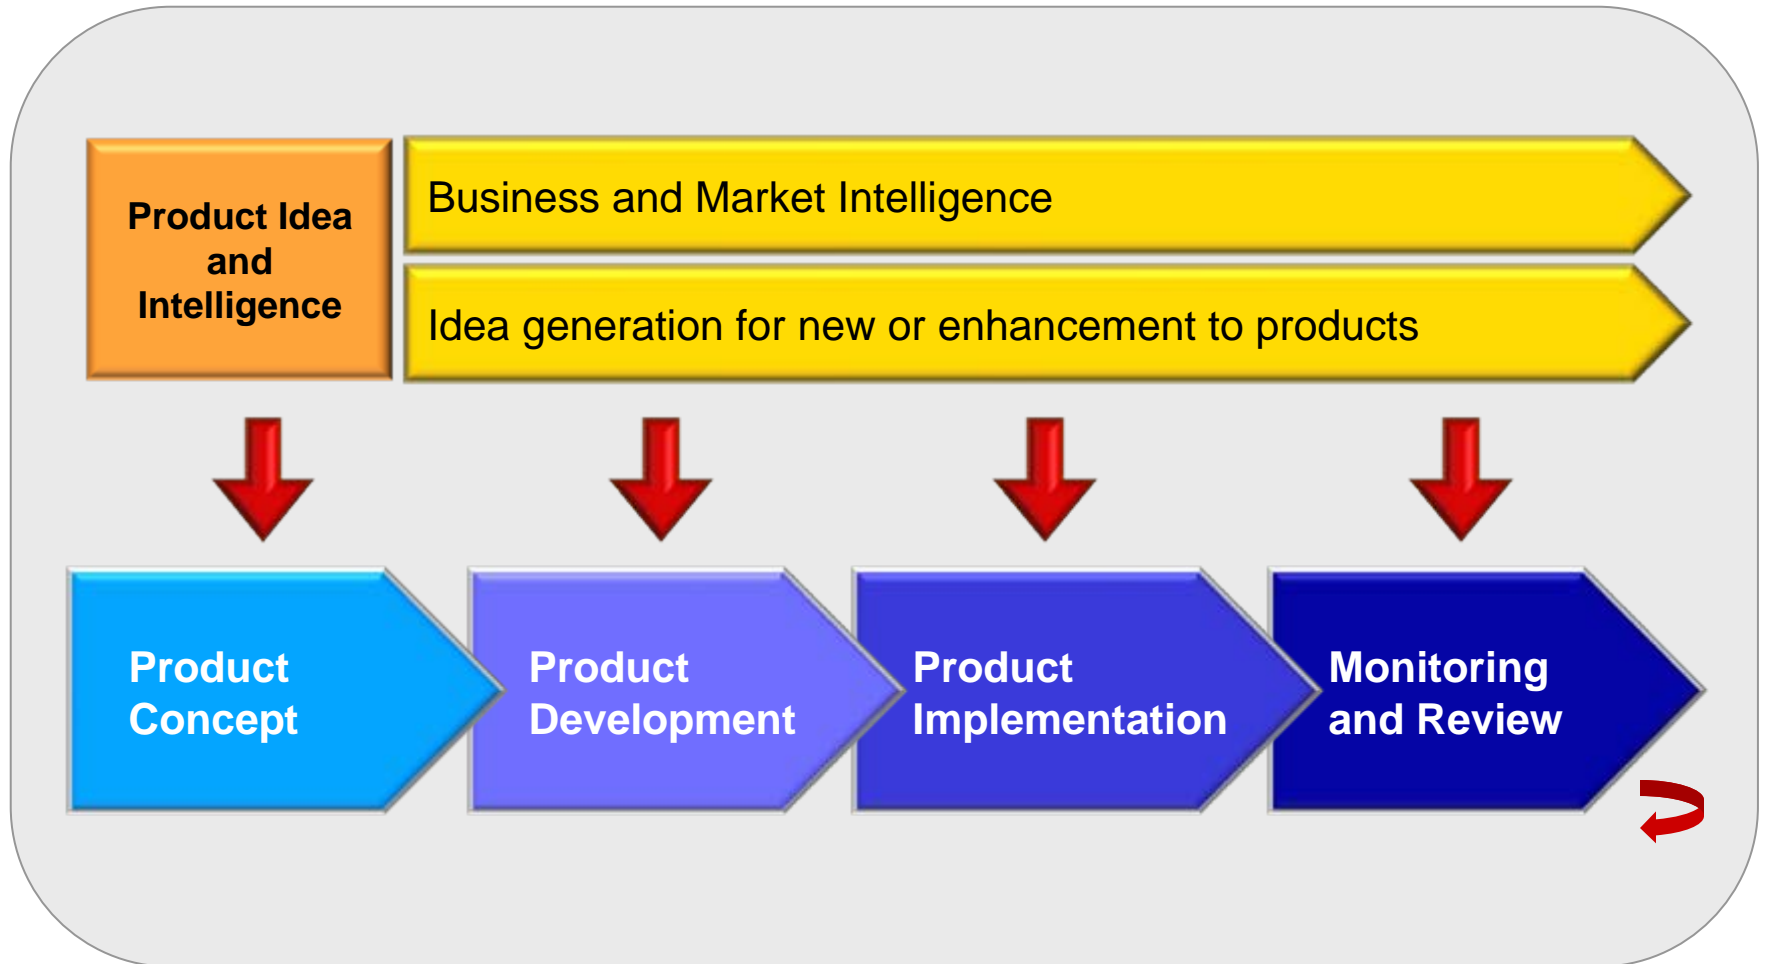 Product Idea
and
Intelligence
Business and Market Intelligence
Idea generation for new or enhancement to products
Product
Concept
Product
Development
Product
Implementation
Monitoring
and Review